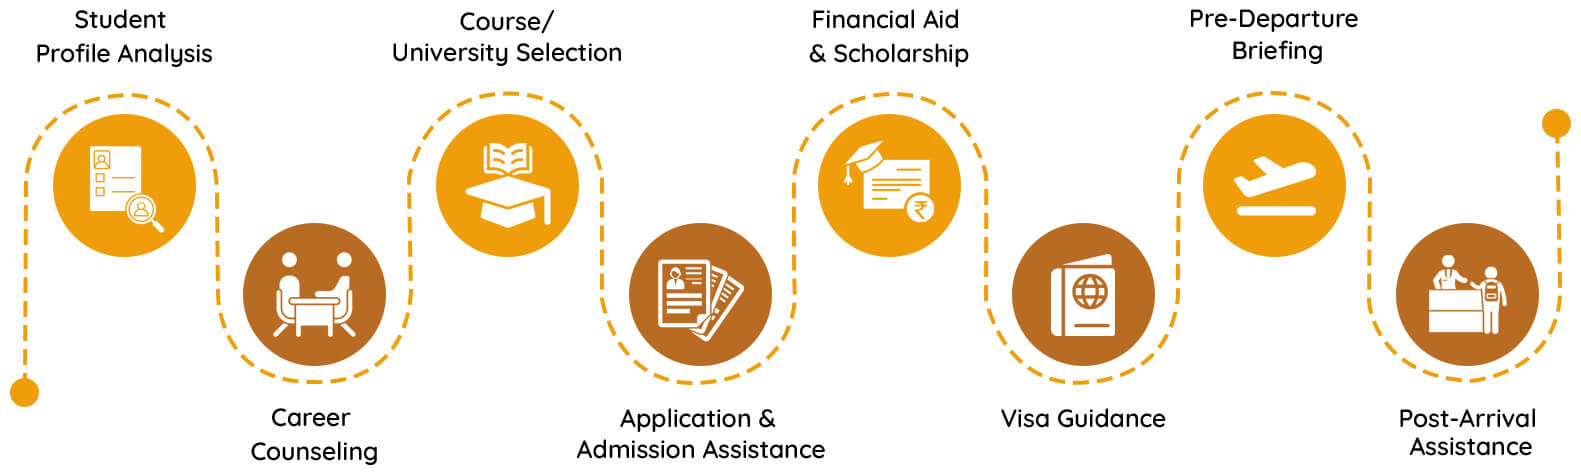 Student
Profile Analysis
Career
Counseling
Course/
University Selection
Application &
Admission Assistance
Financial Aid
& Scholarship
₹
Visa Guidance
Pre-Departure
Briefing
Post-Arrival
Assistance